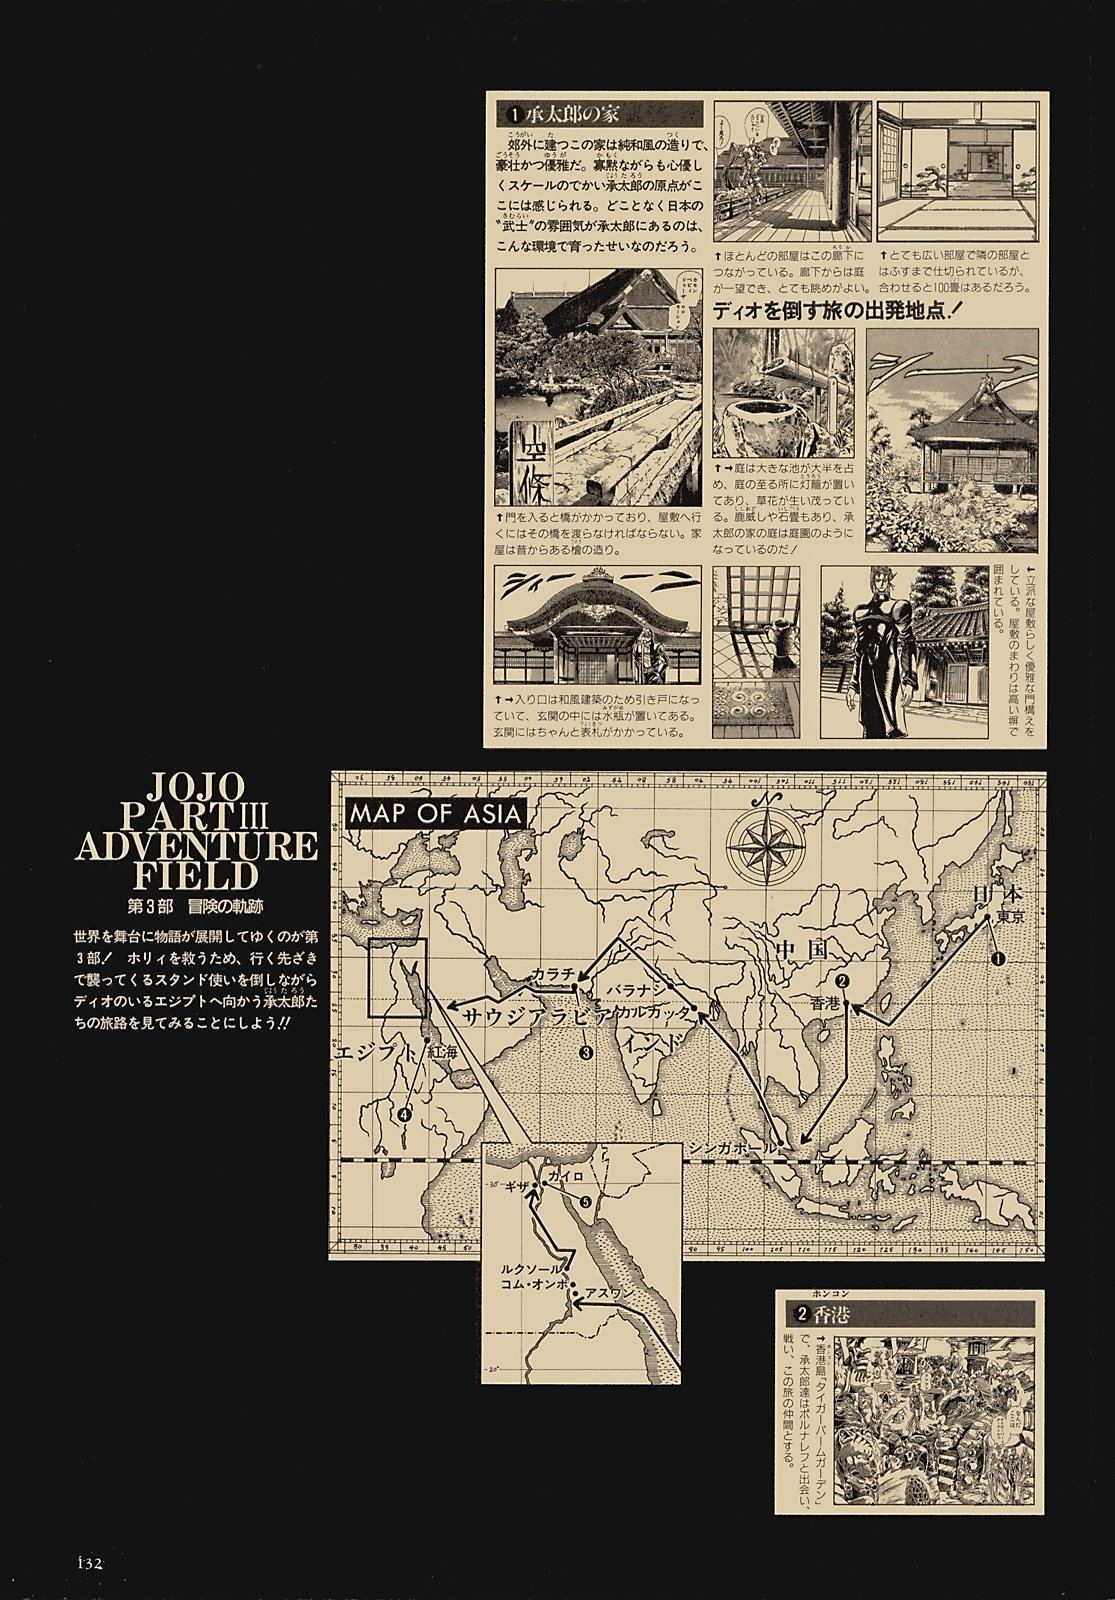 ❶承太郎の家
郊外に建つこの家は純和風の造りで、
豪壮かつ優雅だ。寡黙ながらも心優し
くスケールのでかい承太郎の原点がこ
こには感じられる。どことなく日本の
“武士”の雰囲気が承太郎にあるのは、
こんな環境で育ったせいなのだろう。
↑ほとんどの部屋はこの廊下に
つながっている。廊下からは庭
が一望でき、とても眺めがよい。
↑とても広い部屋で隣の部屋と
はふすまで仕切られているが、
合わせると100畳はあるだろう。
ディオを倒す旅の出発地点!
空條
↑門を入ると橋がかかっており、屋敷へ行
くにはその橋を渡らなければならない。家
屋は昔からある檜の造り。
↑→庭は大きな池が大半を占
め、庭の至る所に灯籠が置い
てあり、草花が生い茂ってい
る。鹿威しや石畳もあり、承
太郎の家の庭は庭園のように
なっているのだ!
↑→入り口は和風建築のため引き戸になっ
ていて、玄関の中には水瓶が置いてある。
玄関にはちゃんと表札がかかっている。
←立派な屋敷らしく優雅な門構えを
している。屋敷のまわりは高い塀で
囲まれている。
JOJO
PART III
ADVENTURE
FIELD
第3部 冒険の軌跡
世界を舞台に物語が展開してゆくのが第
3部! ホリィを救うため、行く先ざき
で襲ってくるスタンド使いを倒しながら
ディオのいるエジプトへ向かう承太郎た
ちの旅路を見てみることにしよう!!
MAP OF ASIA
N
日本
東京
❶
中国
❷
香港
カラチ
バラナシ
カルカッタ
サウジアラビア
インド
❸
エジプト
紅海
❹
シンガポール
ギザ
カイロ
❺
ルクソール
コム・オンボ
アスワン
30°
20°
ホンコン
❷香港
→香港島「タイガーバームガーデン」
で、承太郎達はポルナレフと出会い、
戦い、この旅の仲間とする。
132